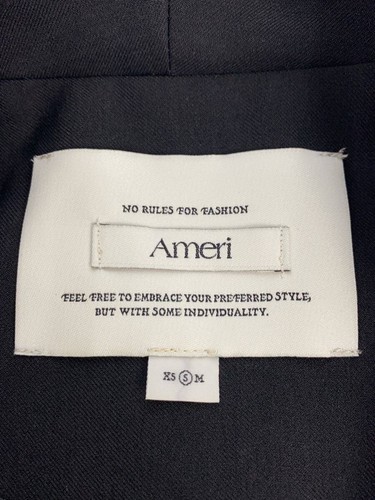 NO RULES FOR FASHION
Ameri
FEEL FREE TO EMBRACE YOUR PREFERRED STYLE,
BUT WITH SOME INDIVIDUALITY.
XS S M